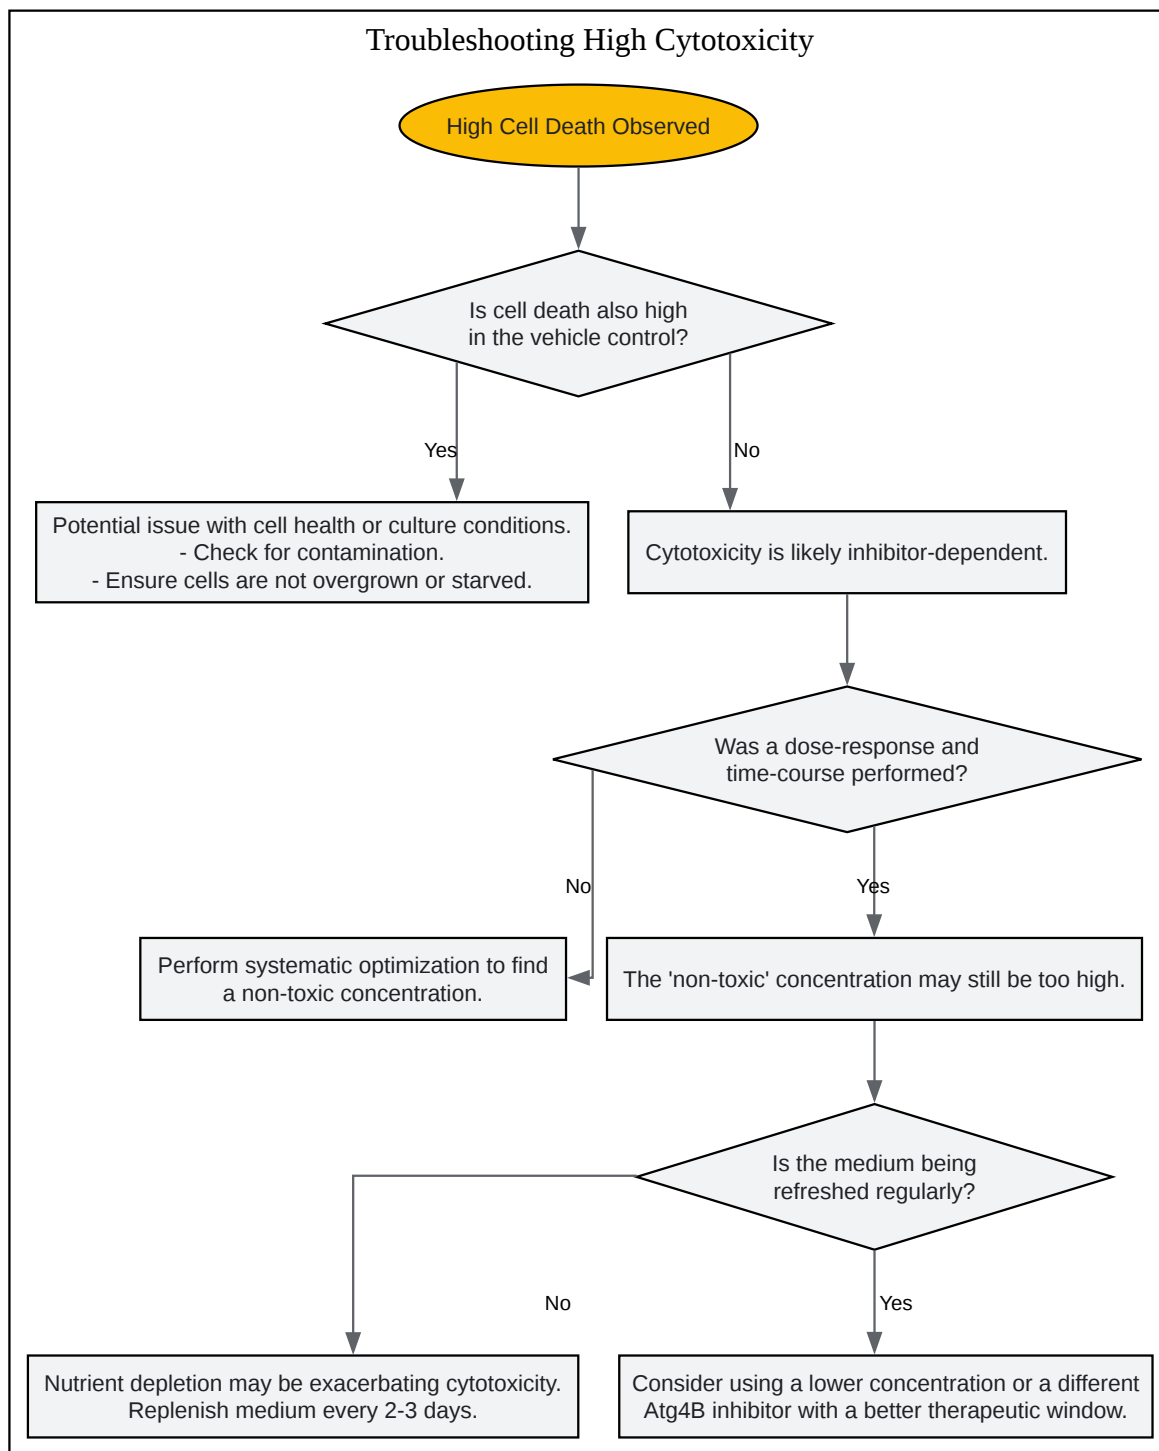 Troubleshooting High Cytotoxicity
High Cell Death Observed
Is cell death also high
in the vehicle control?
Yes
No
Potential issue with cell health or culture conditions.
- Check for contamination.
- Ensure cells are not overgrown or starved.
Cytotoxicity is likely inhibitor-dependent.
Was a dose-response and
time-course performed?
No
Yes
Perform systematic optimization to find
a non-toxic concentration.
The 'non-toxic' concentration may still be too high.
Is the medium being
refreshed regularly?
No
Yes
Nutrient depletion may be exacerbating cytotoxicity.
Replenish medium every 2-3 days.
Consider using a lower concentration or a different
Atg4B inhibitor with a better therapeutic window.